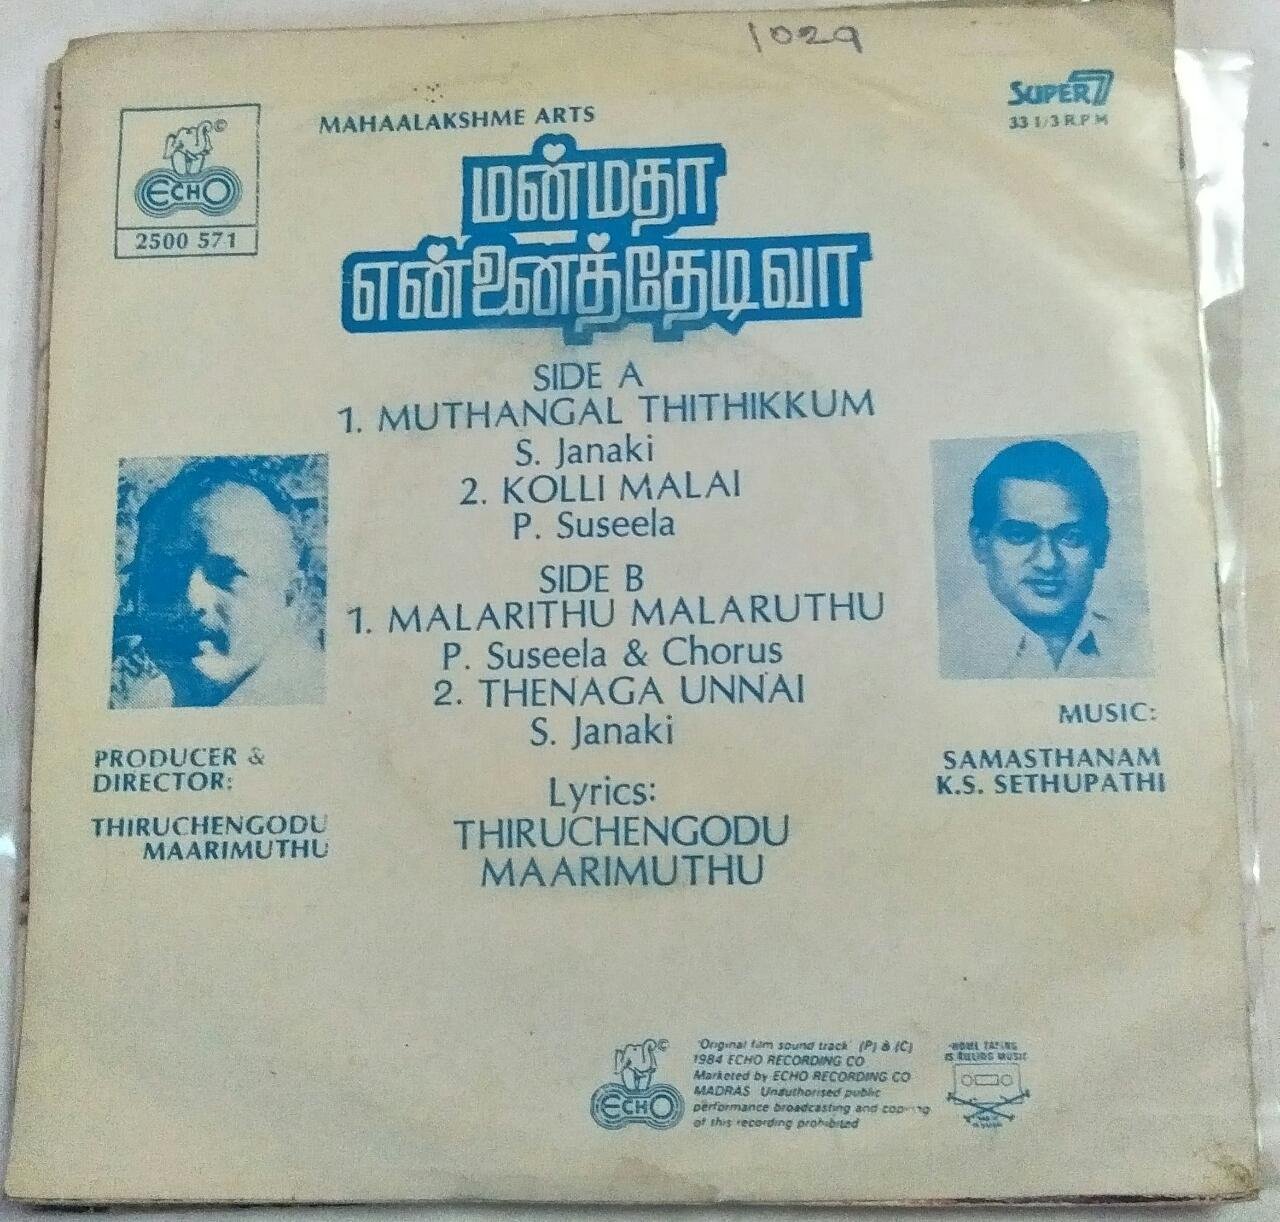 1029
ECHO
©
2500 571
MAHAALAKSHME ARTS
SUPER 7
33 1/3 R.P.M
மன்மதா
என்னைத்தேடிவா
SIDE A
1. MUTHANGAL THITHIKKUM
S. Janaki
2. KOLLI MALAI
P. Suseela
SIDE B
1. MALARITHU MALARUTHU
P. Suseela & Chorus
2. THENAGA UNNAI
S. Janaki
Lyrics:
THIRUCHENGODU
MAARIMUTHU
PRODUCER &
DIRECTOR:
THIRUCHENGODU
MAARIMUTHU
MUSIC:
SAMASTHANAM
K.S. SETHUPATHI
ECHO
©
'Original film sound track' (P) & (C)
1984 ECHO RECORDING CO
Marketed by ECHO RECORDING CO
MADRAS Unauthorised public
performance broadcasting and copying
of this recording prohibited
HOME TAPING
IS KILLING MUSIC